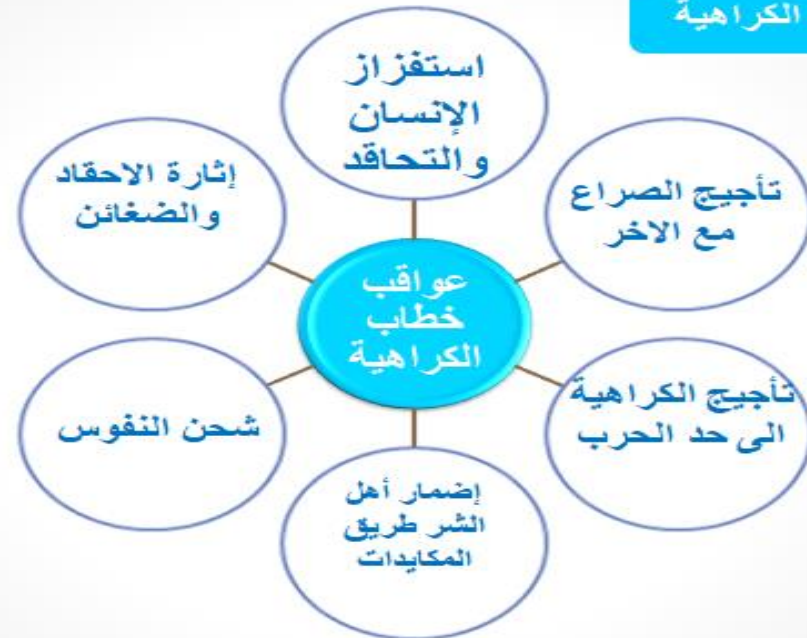 الكراهية
استفزاز
الإنسان
والتحاقد
تأجيج الصراع
مع الاخر
تأجيج الكراهية
الى حد الحرب
إضمار أهل
الشر طريق
المكايدات
شحن النفوس
إثارة الاحقاد
والضغائن
عواقب
خطاب
الكراهية